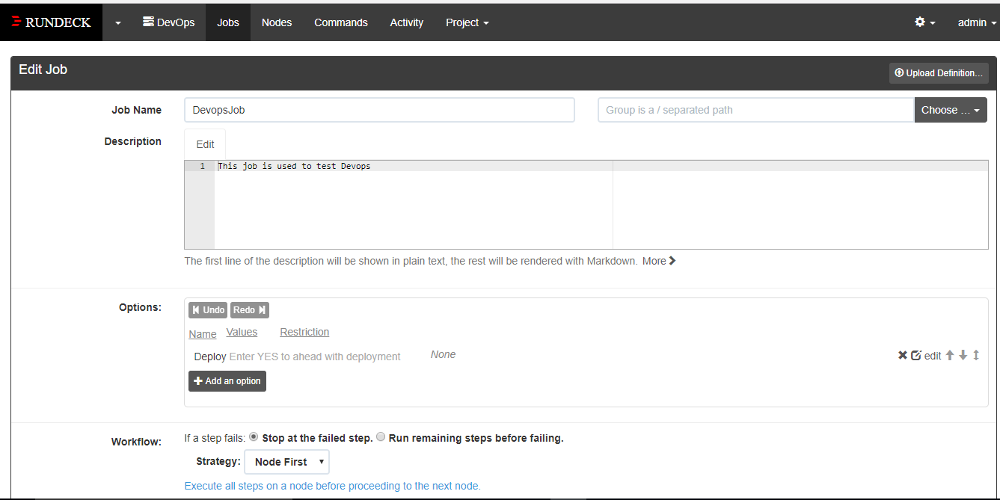 RUNDECK DevOps Jobs Nodes Commands Activity Project admin
Edit Job Upload Definition...
Job Name DevopsJob Group is a / separated path Choose ...
Description Edit
1 This job is used to test Devops
The first line of the description will be shown in plain text, the rest will be rendered with Markdown. More
Options: Undo Redo
Name Values Restriction
Deploy Enter YES to ahead with deployment None edit
Add an option
Workflow: If a step fails: Stop at the failed step. Run remaining steps before failing.
Strategy: Node First
Execute all steps on a node before proceeding to the next node.